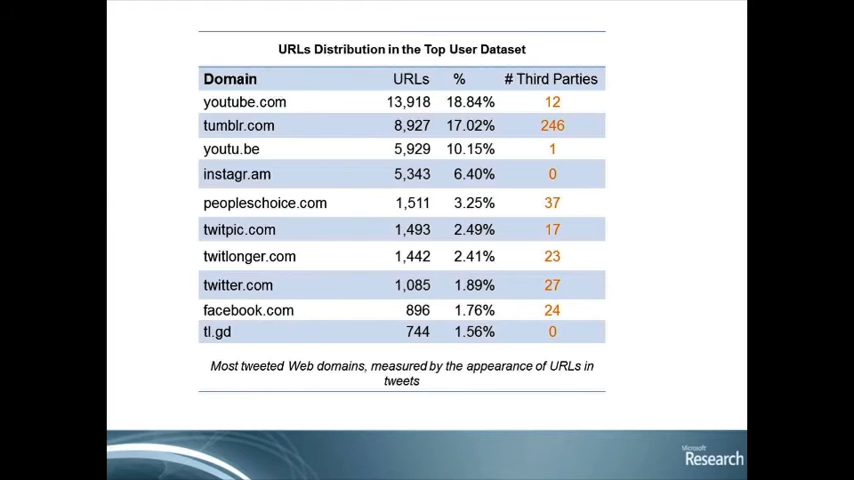 URLs Distribution in the Top User Dataset
Domain URLs % # Third Parties
youtube.com 13,918 18.84% 12
tumblr.com 8,927 17.02% 246
youtu.be 5,929 10.15% 1
instagr.am 5,343 6.40% 0
peopleschoice.com 1,511 3.25% 37
twitpic.com 1,493 2.49% 17
twitlonger.com 1,442 2.41% 23
twitter.com 1,085 1.89% 27
facebook.com 896 1.76% 24
tl.gd 744 1.56% 0
Most tweeted Web domains, measured by the appearance of URLs in
tweets
Microsoft
Research